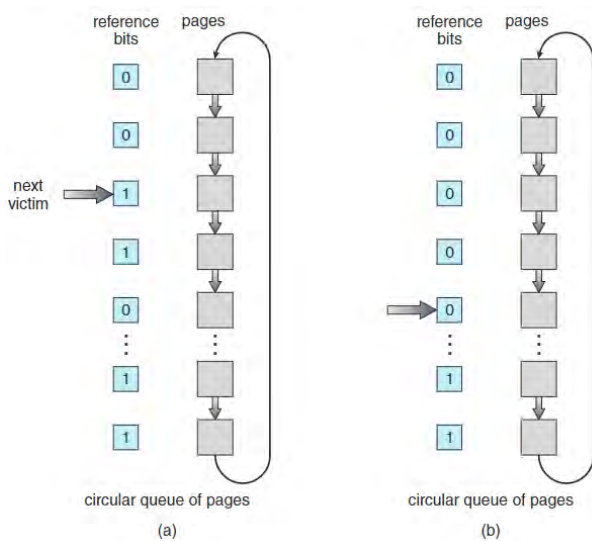 reference bits
pages
0
0
next victim
1
1
0
1
1
circular queue of pages
(a)
reference bits
pages
0
0
0
0
0
1
1
circular queue of pages
(b)